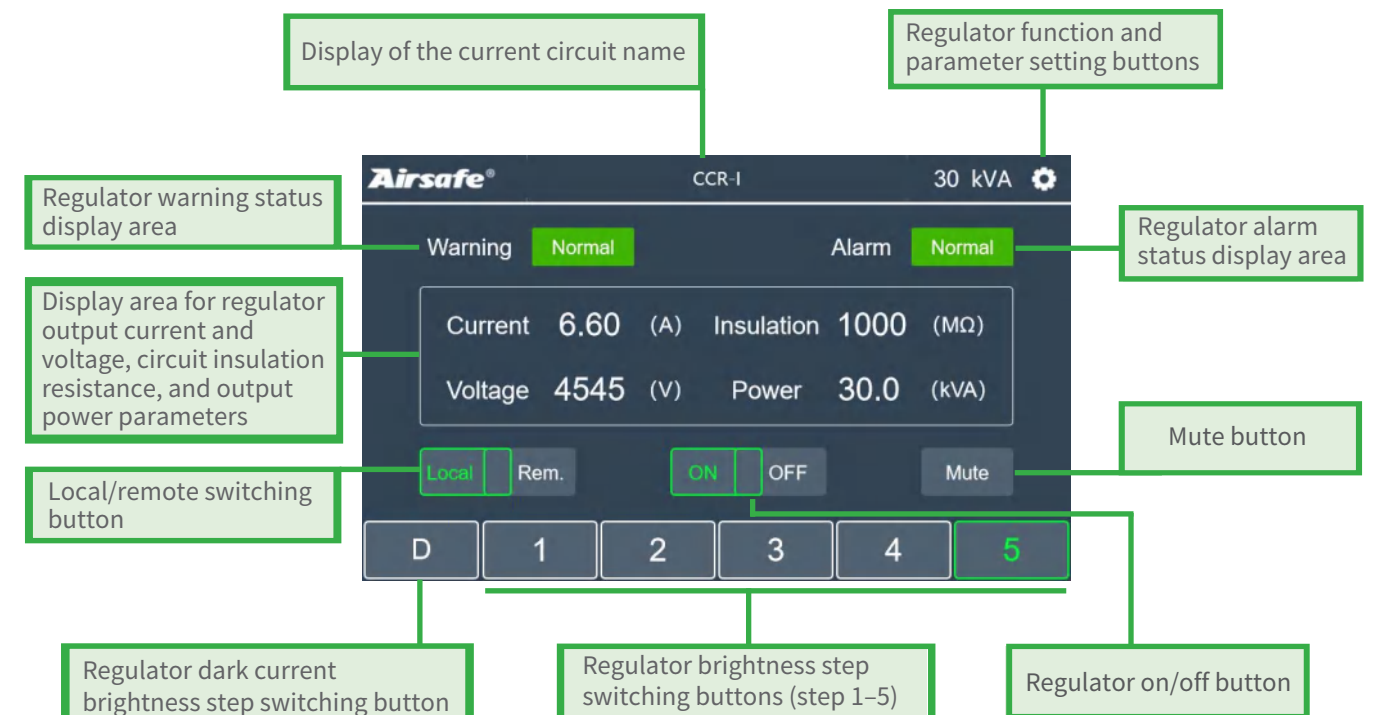 Display of the current circuit name
Regulator function and
parameter setting buttons
Airsafe®
CCR-I
30 kVA
Regulator warning status
display area
Warning Normal
Alarm Normal
Regulator alarm
status display area
Display area for regulator
output current and
voltage, circuit insulation
resistance, and output
power parameters
Current 6.60 (A) Insulation 1000 (MΩ)
Voltage 4545 (V) Power 30.0 (kVA)
Mute button
Local/remote switching
button
Local Rem.
ON OFF
Mute
D 1 2 3 4 5
Regulator dark current
brightness step switching button
Regulator brightness step
switching buttons (step 1–5)
Regulator on/off button